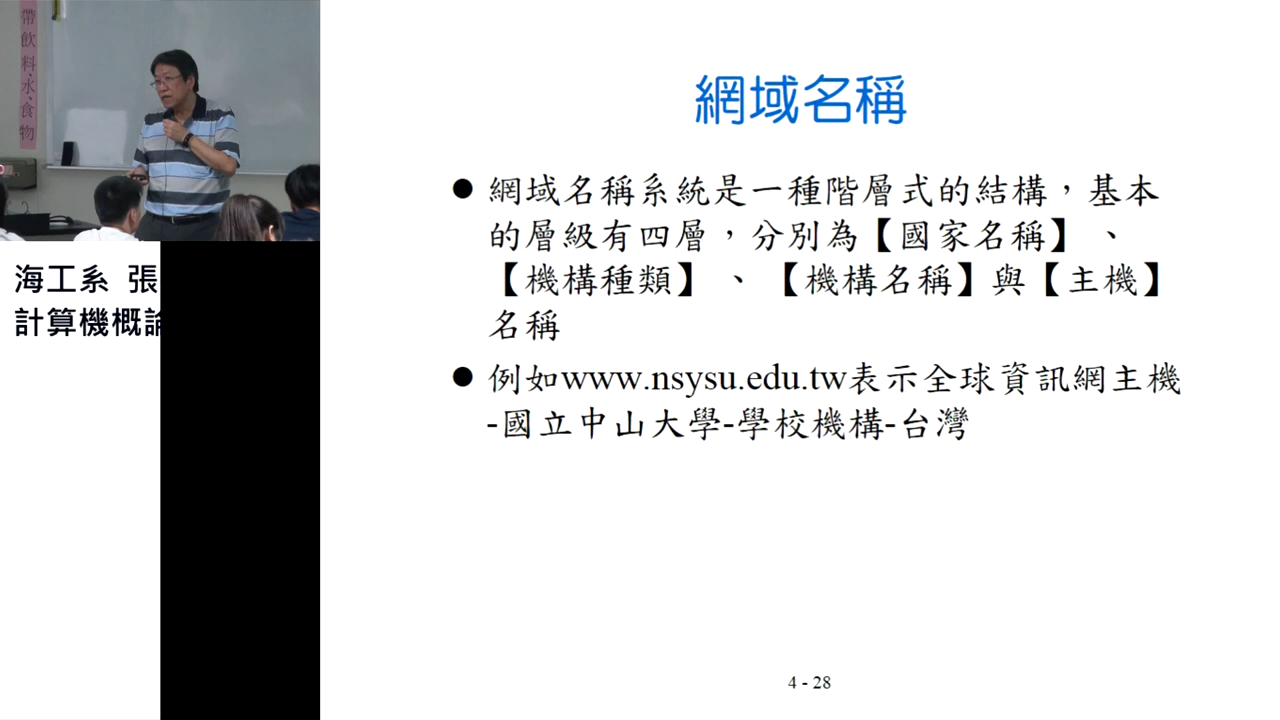 帶飲料水、食物
海工系 張
計算機概論
網域名稱
● 網域名稱系統是一種階層式的結構，基本
的層級有四層，分別為【國家名稱】、
【機構種類】、【機構名稱】與【主機】
名稱
● 例如www.nsysu.edu.tw表示全球資訊網主機
-國立中山大學-學校機構-台灣
4 - 28